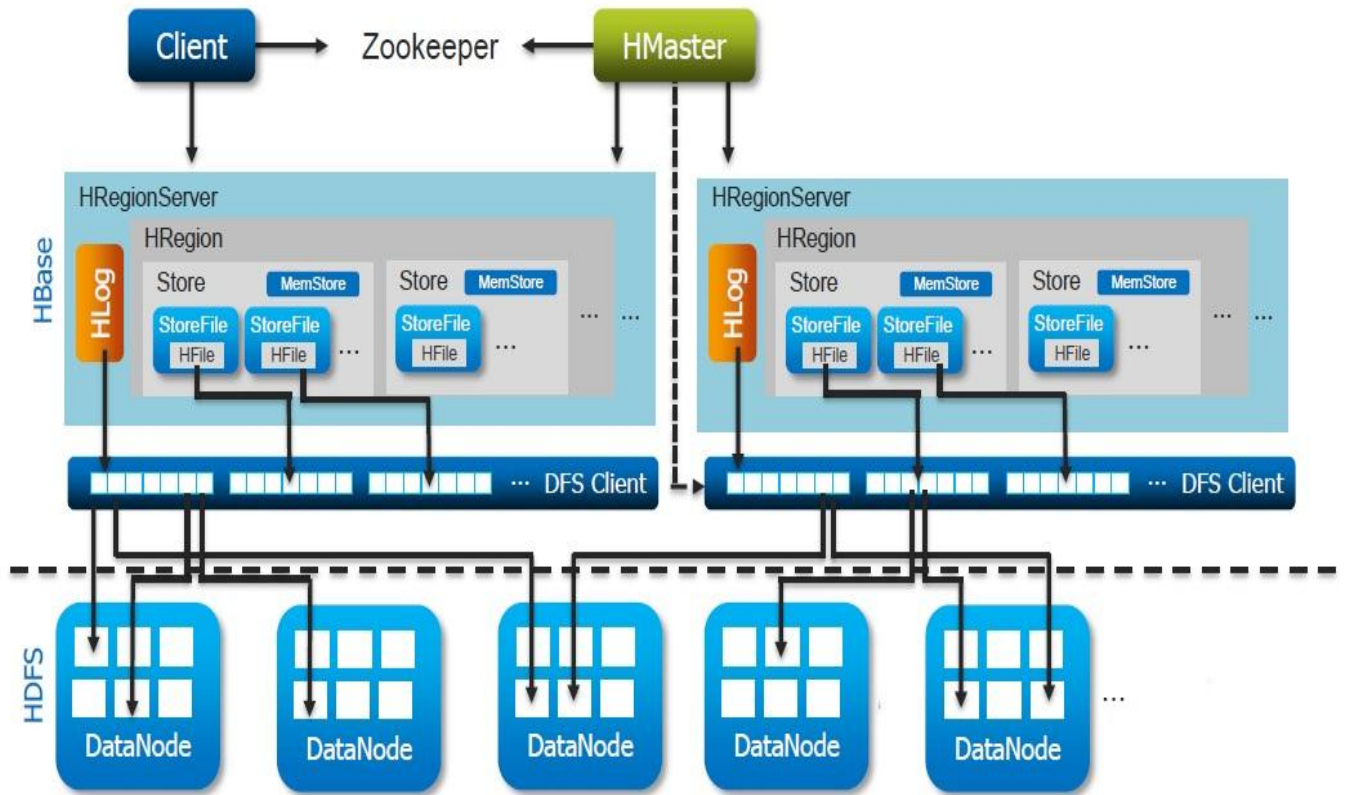 Client
Zookeeper
HMaster
HBase
HRegionServer
HLog
HRegion
Store
MemStore
StoreFile
HFile
StoreFile
HFile
...
Store
MemStore
StoreFile
HFile
...
... ...
... DFS Client
HRegionServer
HLog
HRegion
Store
MemStore
StoreFile
HFile
StoreFile
HFile
...
Store
MemStore
StoreFile
HFile
...
... ...
... DFS Client
HDFS
DataNode
DataNode
DataNode
DataNode
DataNode
...